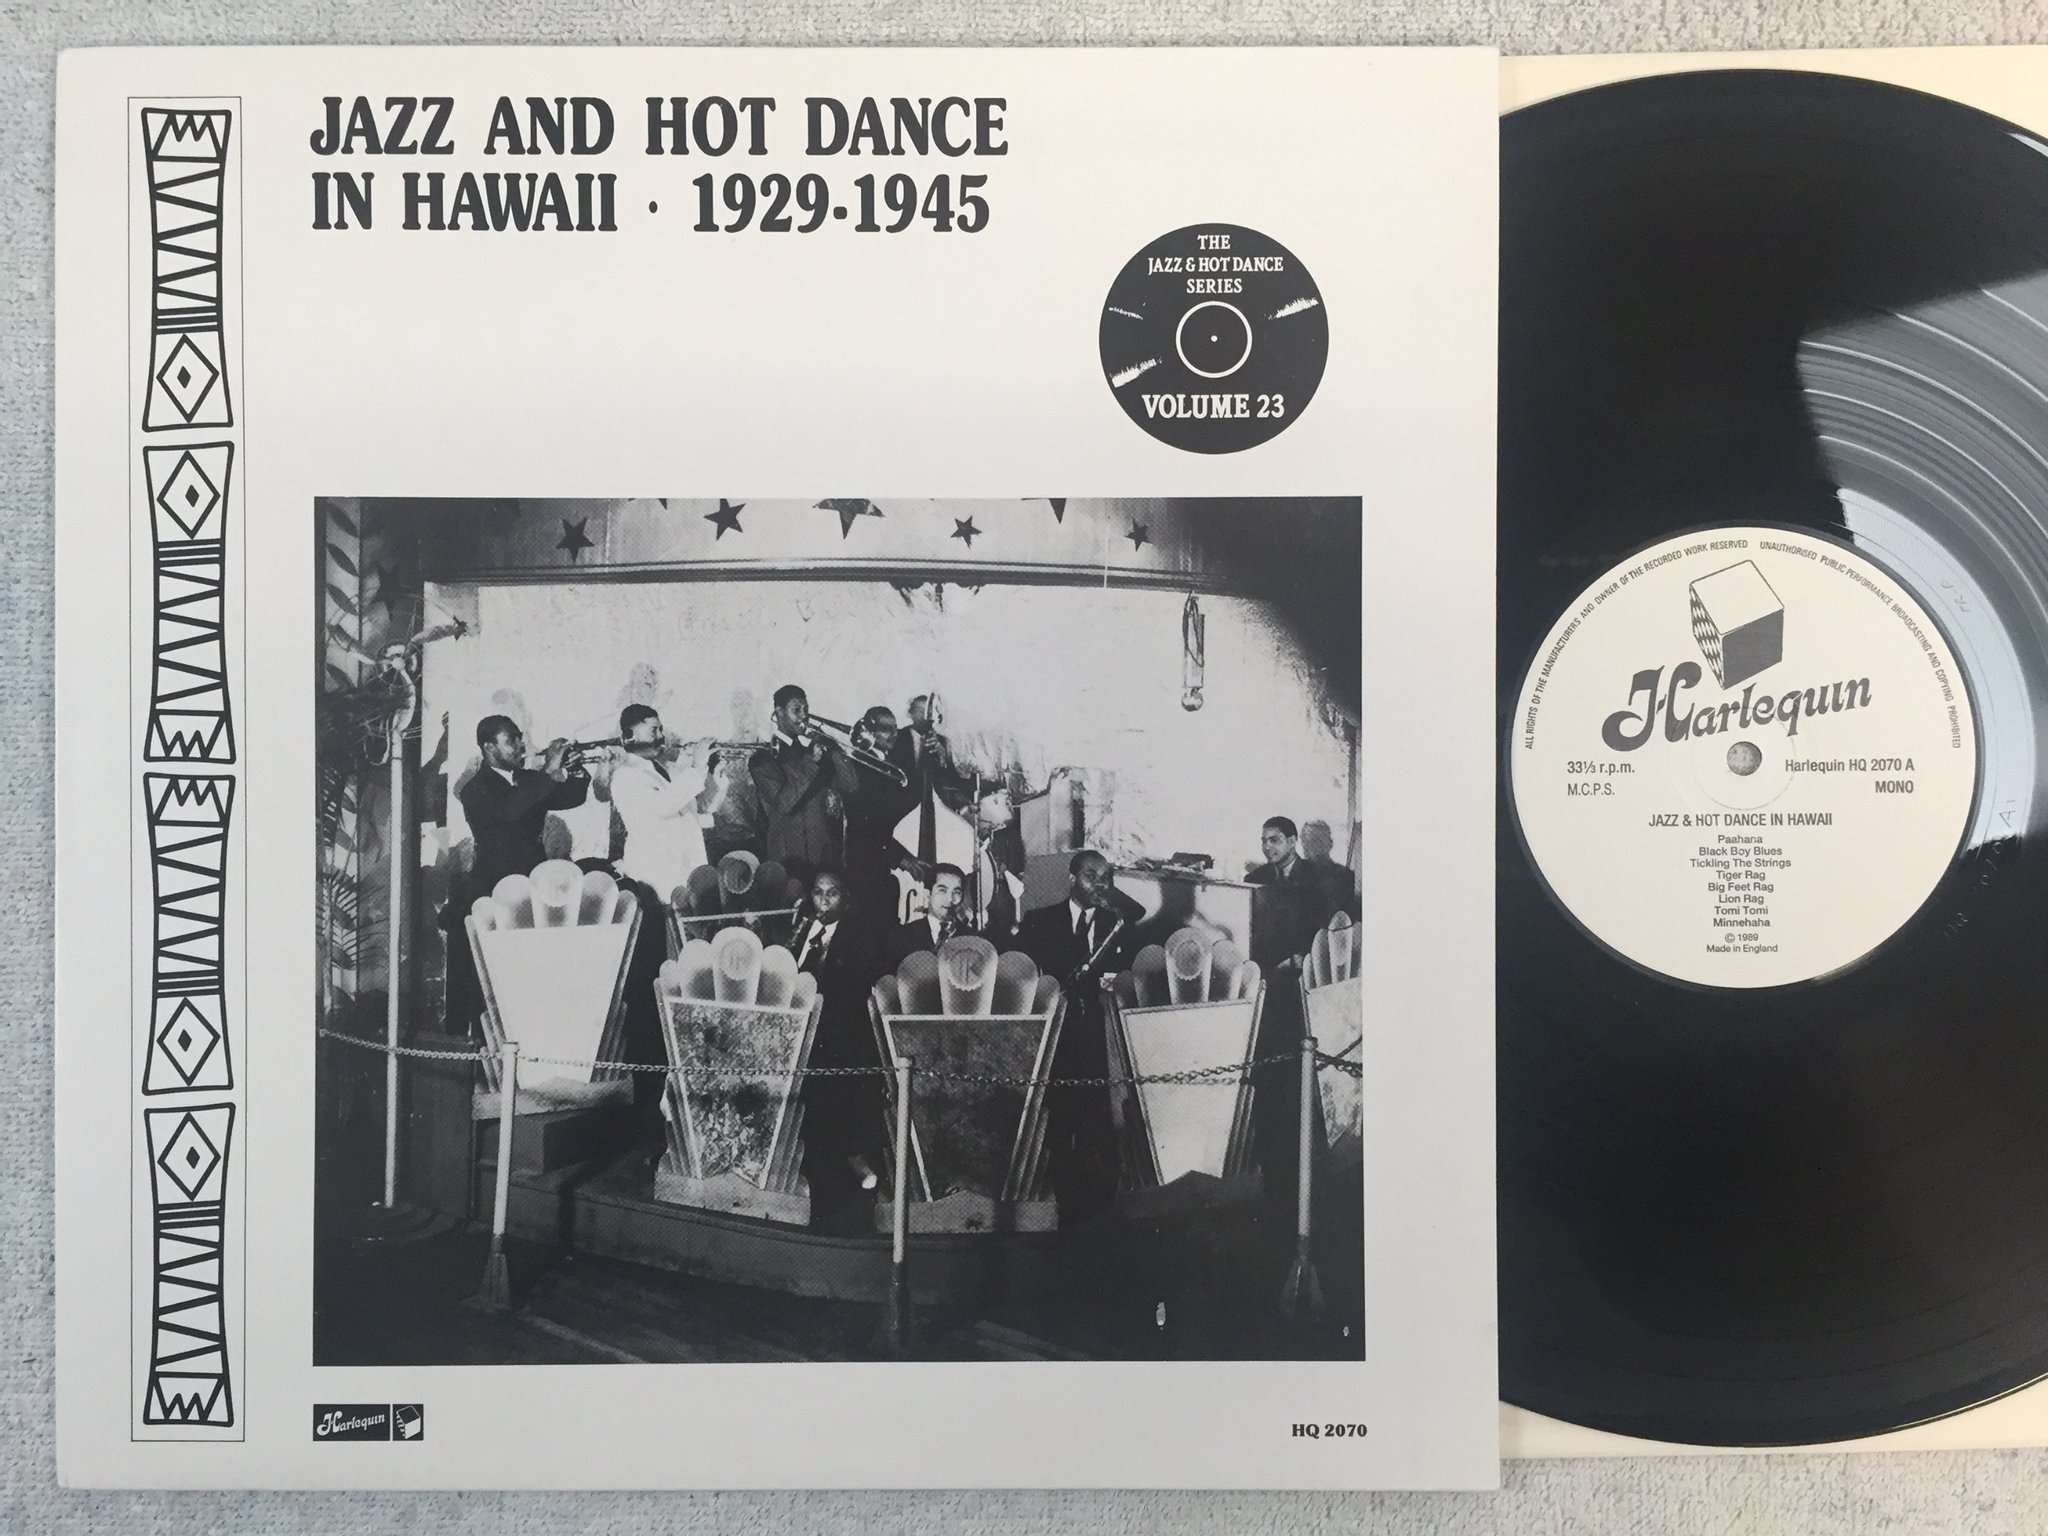 JAZZ AND HOT DANCE
IN HAWAII · 1929-1945
THE
JAZZ & HOT DANCE
SERIES
VOLUME 23
Harlequin
HQ 2070
ALL RIGHTS OF THE MANUFACTURERS AND OWNER OF THE RECORDED WORK RESERVED UNAUTHORISED PUBLIC PERFORMANCE BROADCASTING AND COPYING PROHIBITED
Harlequin
33⅓ r.p.m.
M.C.P.S.
Harlequin HQ 2070 A
MONO
JAZZ & HOT DANCE IN HAWAII
Paahana
Black Boy Blues
Tickling The Strings
Tiger Rag
Big Feet Rag
Lion Rag
Tomi Tomi
Minnehaha
© 1989
Made in England